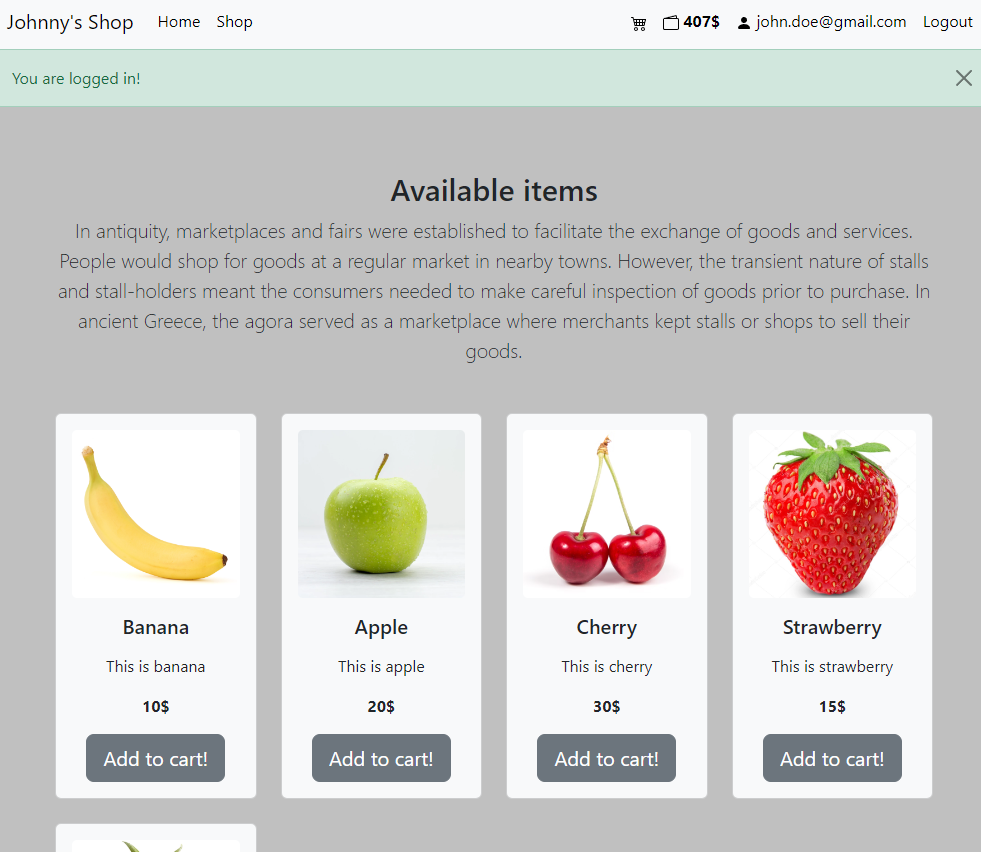 Johnny's Shop Home Shop 407$ john.doe@gmail.com Logout
You are logged in!
Available items
In antiquity, marketplaces and fairs were established to facilitate the exchange of goods and services.
People would shop for goods at a regular market in nearby towns. However, the transient nature of stalls
and stall-holders meant the consumers needed to make careful inspection of goods prior to purchase. In
ancient Greece, the agora served as a marketplace where merchants kept stalls or shops to sell their
goods.
Banana
This is banana
10$
Add to cart!
Apple
This is apple
20$
Add to cart!
Cherry
This is cherry
30$
Add to cart!
Strawberry
This is strawberry
15$
Add to cart!